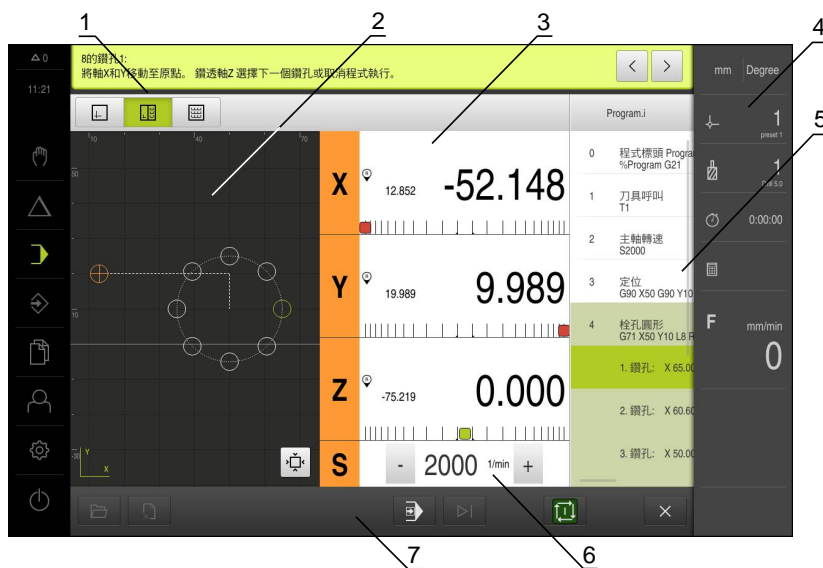 1
2
3
4
5
0
11:21
8的鑽孔1:
將軸X和Y移動至原點。 鑽透軸Z 選擇下一個鑽孔或取消程式執行。
mm Degree
Program.i
10
40
70
50
10
-30
Y
X
X
R
12.852
-52.148
Y
R
19.989
9.989
Z
R
-75.219
0.000
S
- 2000 1/min +
0 程式標頭 Progra
%Program G21
1 刀具呼叫
T1
2 主軸轉速
S2000
3 定位
G90 X50 G90 Y10
4 栓孔圓形
G71 X50 Y10 L8 R
1. 鑽孔: X 65.00
2. 鑽孔: X 60.60
3. 鑽孔: X 50.00
1
preset 1
1
0:00:00
F
mm/min
0
7
6